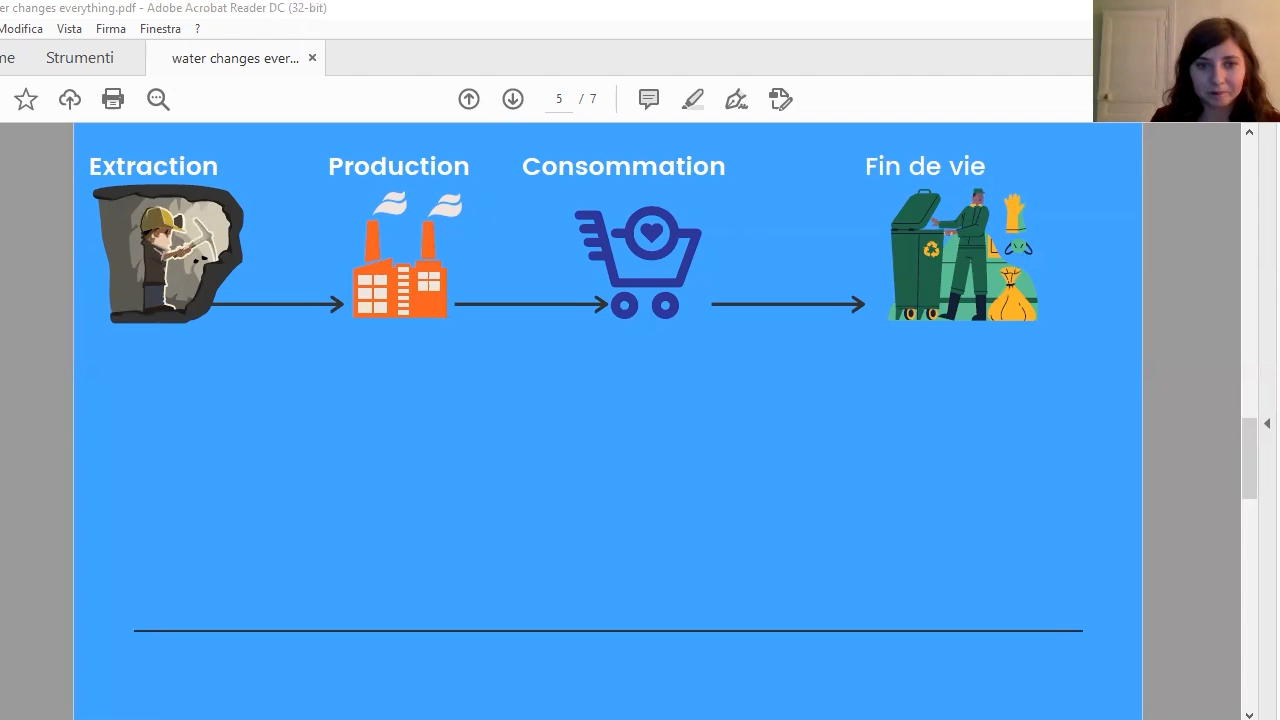 er changes everything.pdf - Adobe Acrobat Reader DC (32-bit)
Modifica Vista Firma Finestra ?
me Strumenti water changes ever... ×
5 / 7
Extraction Production Consommation Fin de vie